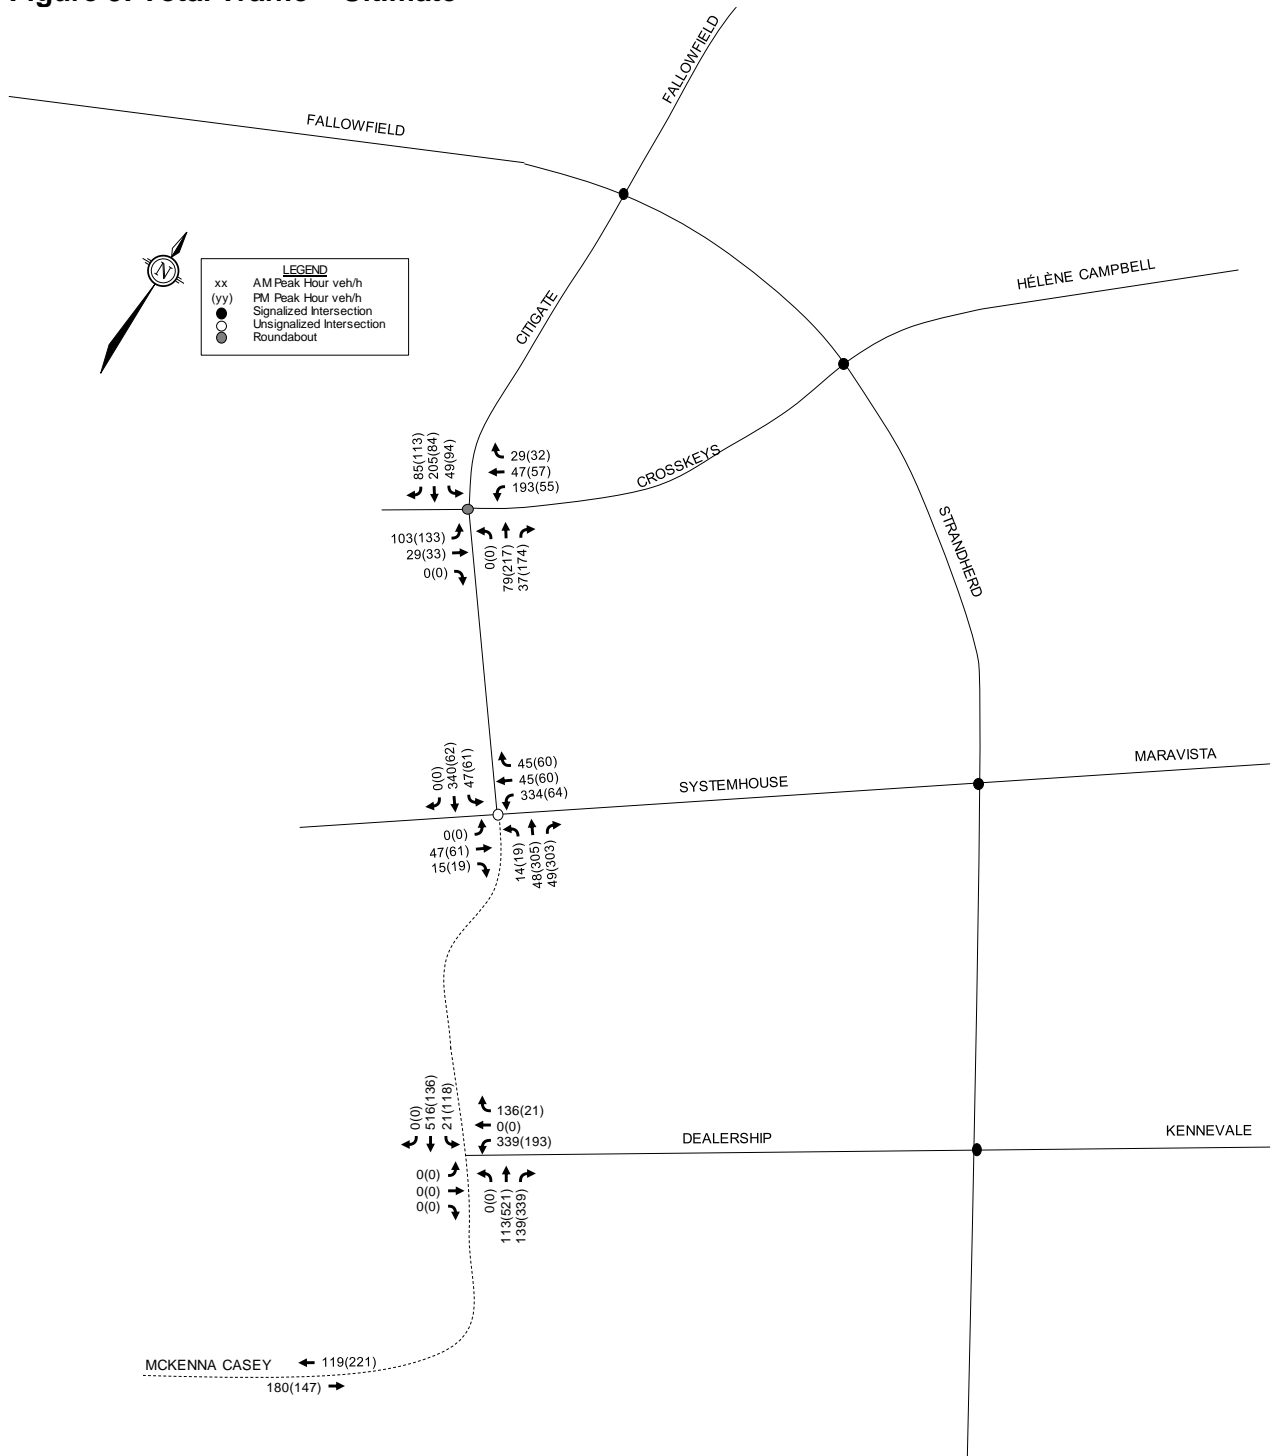 FALLOWFIELD
FALLOWFIELD
N
LEGEND
xx AM Peak Hour veh/h
(yy) PM Peak Hour veh/h
Signalized Intersection
Unsignalized Intersection
Roundabout
HÉLÈNE CAMPBELL
CITIGATE
CROSSKEYS
STRANDHERD
85(113)
205(84)
49(94)
29(32)
47(57)
193(55)
103(133)
29(33)
0(0)
0(0)
79(217)
37(174)
MARAVISTA
SYSTEMHOUSE
0(0)
340(62)
47(61)
45(60)
45(60)
334(64)
0(0)
47(61)
15(19)
14(19)
48(305)
49(303)
0(0)
516(136)
21(118)
136(21)
0(0)
339(193)
DEALERSHIP
KENNEVALE
0(0)
0(0)
0(0)
0(0)
113(521)
139(339)
MCKENNA CASEY
119(221)
180(147)